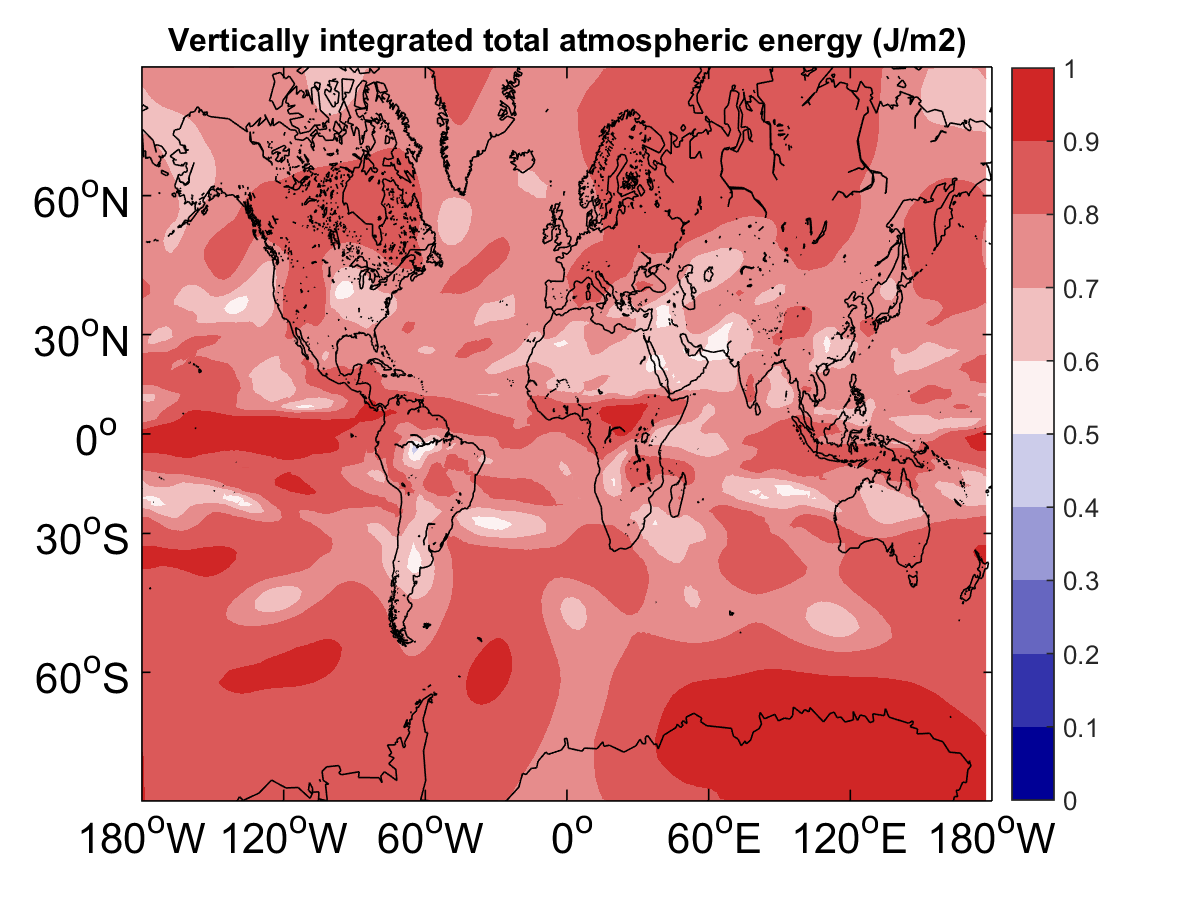 Vertically integrated total atmospheric energy (J/m2)
60°N
30°N
0°
30°S
60°S
180°W 120°W 60°W 0° 60°E 120°E 180°W
1
0.9
0.8
0.7
0.6
0.5
0.4
0.3
0.2
0.1
0